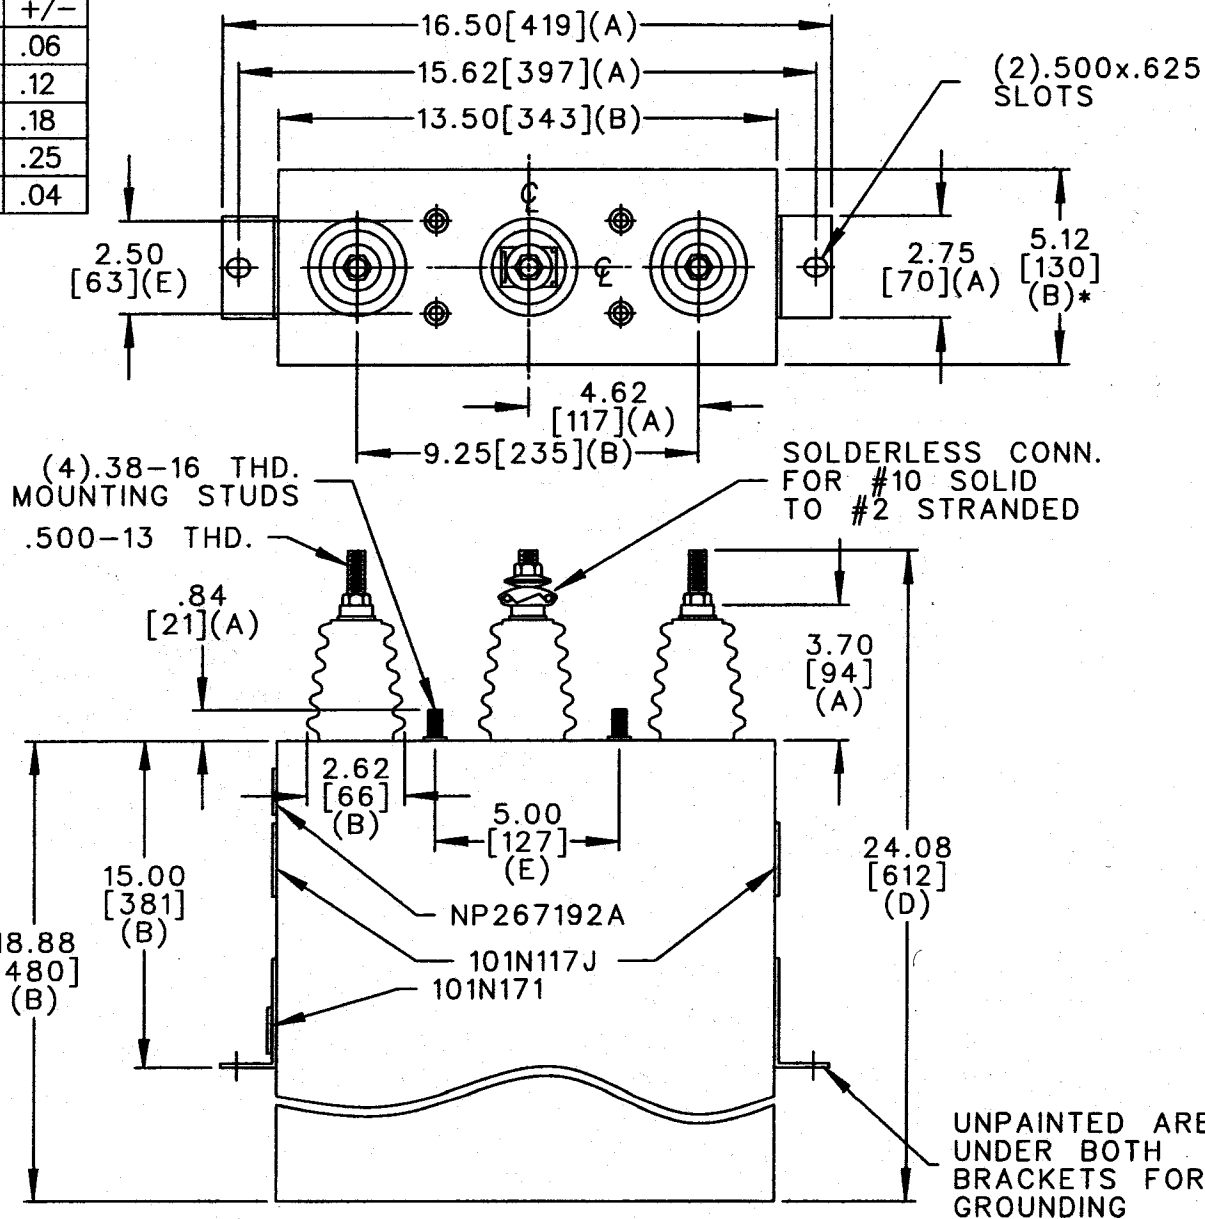 +/-
.06
.12
.18
.25
.04
16.50[419](A)
15.62[397](A)
13.50[343](B)
(2).500x.625
SLOTS
2.50
[63](E)
2.75
[70](A)
5.12
[130]
(B)*
4.62
[117](A)
9.25[235](B)
(4).38-16 THD.
MOUNTING STUDS
.500-13 THD.
SOLDERLESS CONN.
FOR #10 SOLID
TO #2 STRANDED
.84
[21](A)
3.70
[94]
(A)
2.62
[66]
(B)
5.00
[127]
(E)
15.00
[381]
(B)
24.08
[612]
(D)
NP267192A
101N117J
101N171
8.88
480]
(B)
UNPAINTED ARE
UNDER BOTH
BRACKETS FOR
GROUNDING